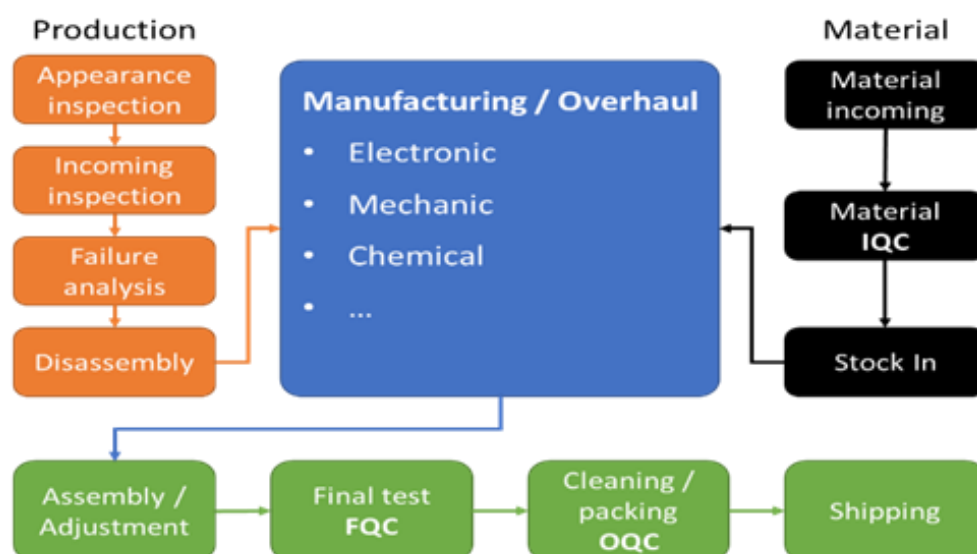 Production
Appearance
inspection
Incoming
inspection
Failure
analysis
Disassembly
Manufacturing / Overhaul
• Electronic
• Mechanic
• Chemical
• ...
Material
Material
incoming
Material
IQC
Stock In
Assembly /
Adjustment
Final test
FQC
Cleaning /
packing
OQC
Shipping